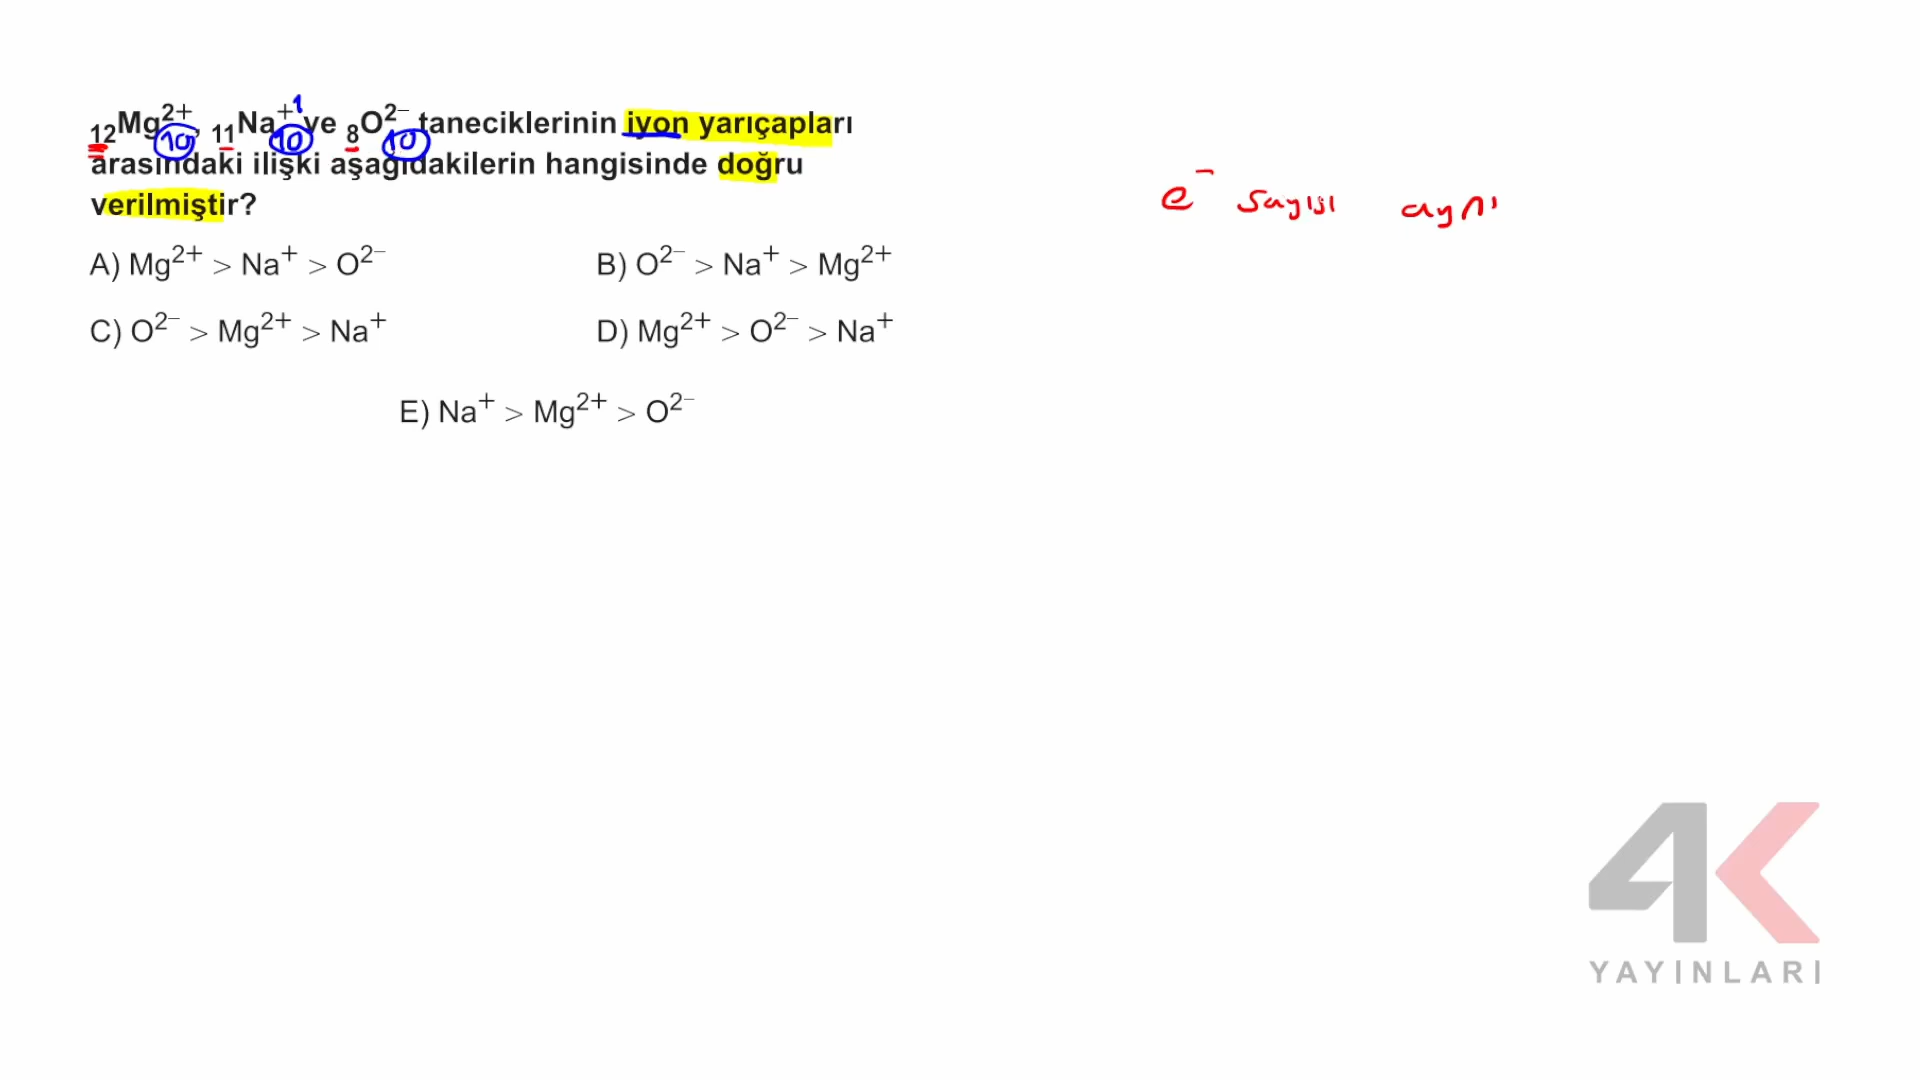 ₁₂Mg²⁺, ₁₁Na⁺¹ ve ₈O²⁻ taneciklerinin iyon yarıçapları
10 10 10
arasındaki ilişki aşağıdakilerin hangisinde doğru
verilmiştir?
A) Mg²⁺ > Na⁺ > O²⁻ B) O²⁻ > Na⁺ > Mg²⁺
C) O²⁻ > Mg²⁺ > Na⁺ D) Mg²⁺ > O²⁻ > Na⁺
E) Na⁺ > Mg²⁺ > O²⁻
e⁻ sayısı aynı
4K
YAYINLARI